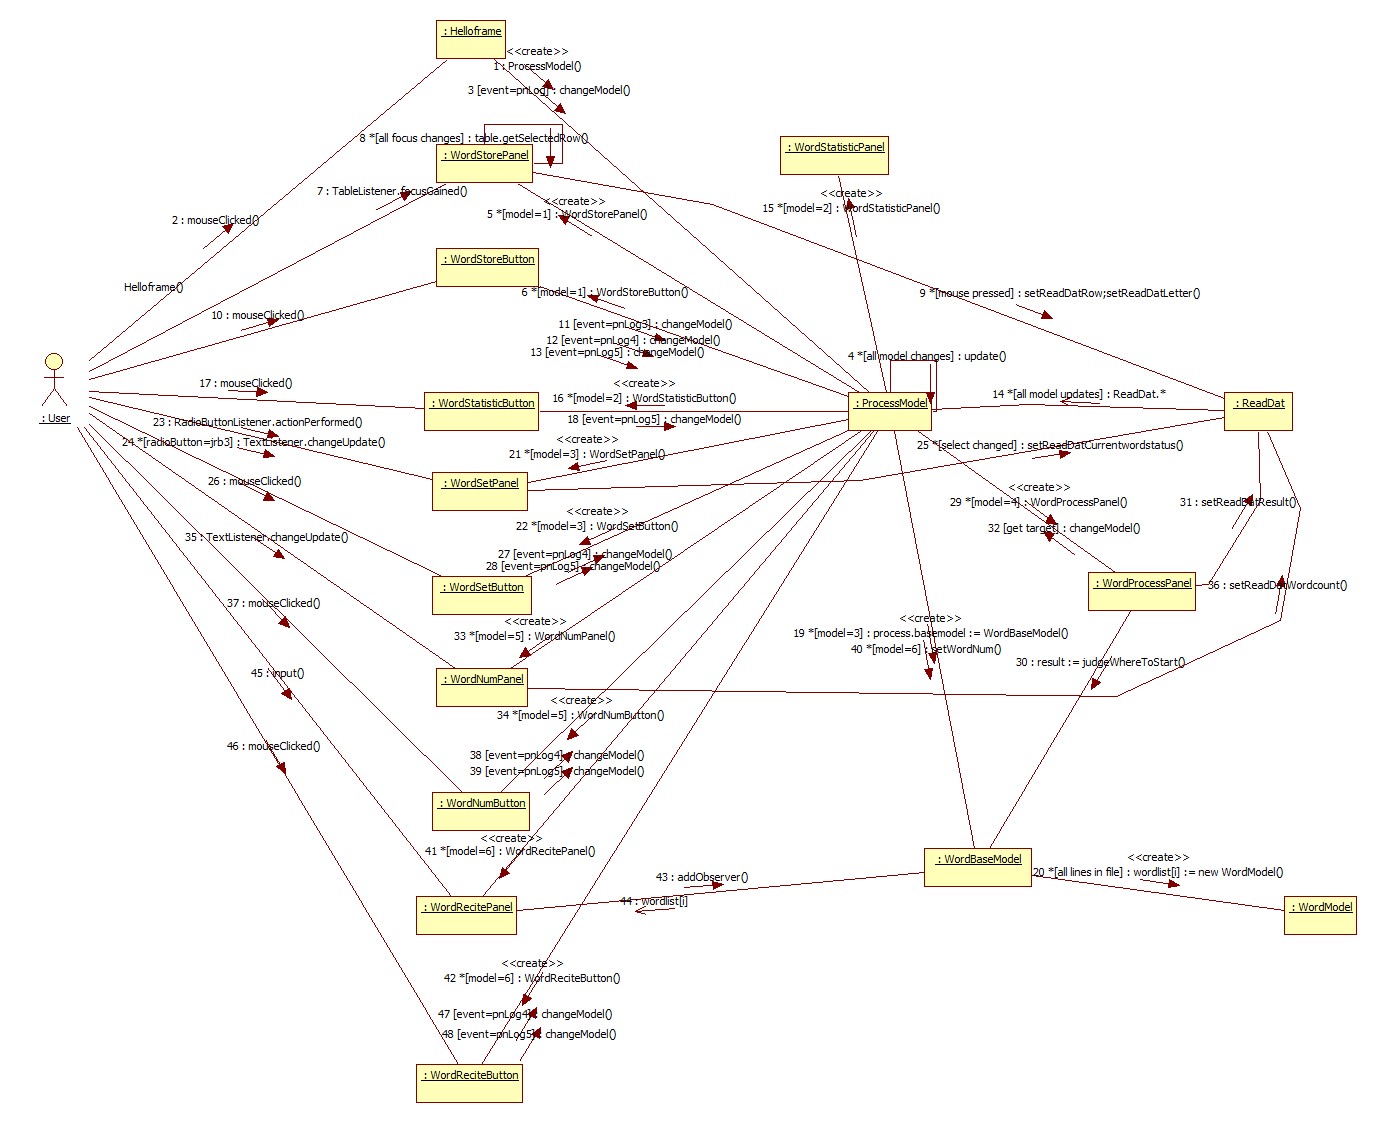 : Helloframe
<<create>>
1 : ProcessModel()
3 [event=pnLog] : changeModel()
8 *[all focus changes] : table.getSelectedRow()
: WordStorePanel
: WordStatisticPanel
7 : TableListener.focusGained()
<<create>>
5 *[model=1] : WordStorePanel()
<<create>>
15 *[model=2] : WordStatisticPanel()
2 : mouseClicked()
: WordStoreButton
Helloframe()
6 *[model=1] : WordStoreButton()
9 *[mouse pressed] : setReadDatRow;setReadDatLetter()
10 : mouseClicked()
11 [event=pnLog3] : changeModel()
12 [event=pnLog4] : changeModel()
13 [event=pnLog5] : changeModel()
4 *[all model changes] : update()
17 : mouseClicked()
<<create>>
16 *[model=2] : WordStatisticButton()
14 *[all model updates] : ReadDat.*
: User
: WordStatisticButton
: ProcessModel
: ReadDat
18 [event=pnLog5] : changeModel()
23 : RadioButtonListener.actionPerformed()
24 *[radioButton=jrb3] : TextListener.changeUpdate()
<<create>>
21 *[model=3] : WordSetPanel()
25 *[select changed] : setReadDatCurrentwordstatus()
26 : mouseClicked()
: WordSetPanel
<<create>>
29 *[model=4] : WordProcessPanel()
31 : setReadDatResult()
<<create>>
22 *[model=3] : WordSetButton()
32 [get target] : changeModel()
35 : TextListener.changeUpdate()
27 [event=pnLog4] : changeModel()
28 [event=pnLog5] : changeModel()
: WordSetButton
: WordProcessPanel
36 : setReadDatWordcount()
37 : mouseClicked()
<<create>>
33 *[model=5] : WordNumPanel()
<<create>>
19 *[model=3] : process.basemodel := WordBaseModel()
40 *[model=6] : setWordNum()
30 : result := judgeWhereToStart()
45 : input()
: WordNumPanel
<<create>>
34 *[model=5] : WordNumButton()
46 : mouseClicked()
38 [event=pnLog4] : changeModel()
39 [event=pnLog5] : changeModel()
: WordNumButton
<<create>>
41 *[model=6] : WordRecitePanel()
: WordBaseModel
<<create>>
20 *[all lines in file] : wordlist[i] := new WordModel()
43 : addObserver()
44 : wordlist[i]
: WordRecitePanel
: WordModel
<<create>>
42 *[model=6] : WordReciteButton()
47 [event=pnLog4] : changeModel()
48 [event=pnLog5] : changeModel()
: WordReciteButton